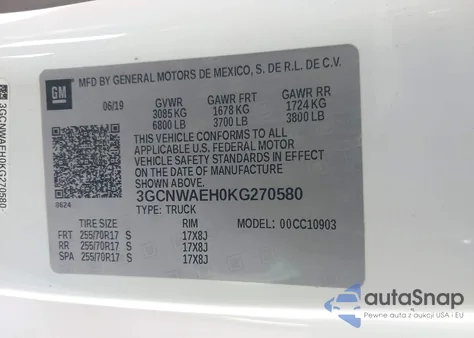 GM
MFD BY GENERAL MOTORS DE MEXICO, S. DE R.L. DE C.V.
06/19 GVWR GAWR FRT GAWR RR
3085 KG 1678 KG 1724 KG
6800 LB 3700 LB 3800 LB
THIS VEHICLE CONFORMS TO ALL
APPLICABLE U.S. FEDERAL MOTOR
VEHICLE SAFETY STANDARDS IN EFFECT
ON THE DATE OF MANUFACTURE
SHOWN ABOVE.
3GCNWAEH0KG270580
0624 TYPE: TRUCK
TIRE SIZE RIM MODEL: 00CC10903
FRT 255/70R17 S 17X8J
RR 255/70R17 S 17X8J
SPA 255/70R17 S 17X8J
3GCNWAEH0KG270580
autoSnap
Pewne auta z aukcji USA i EU